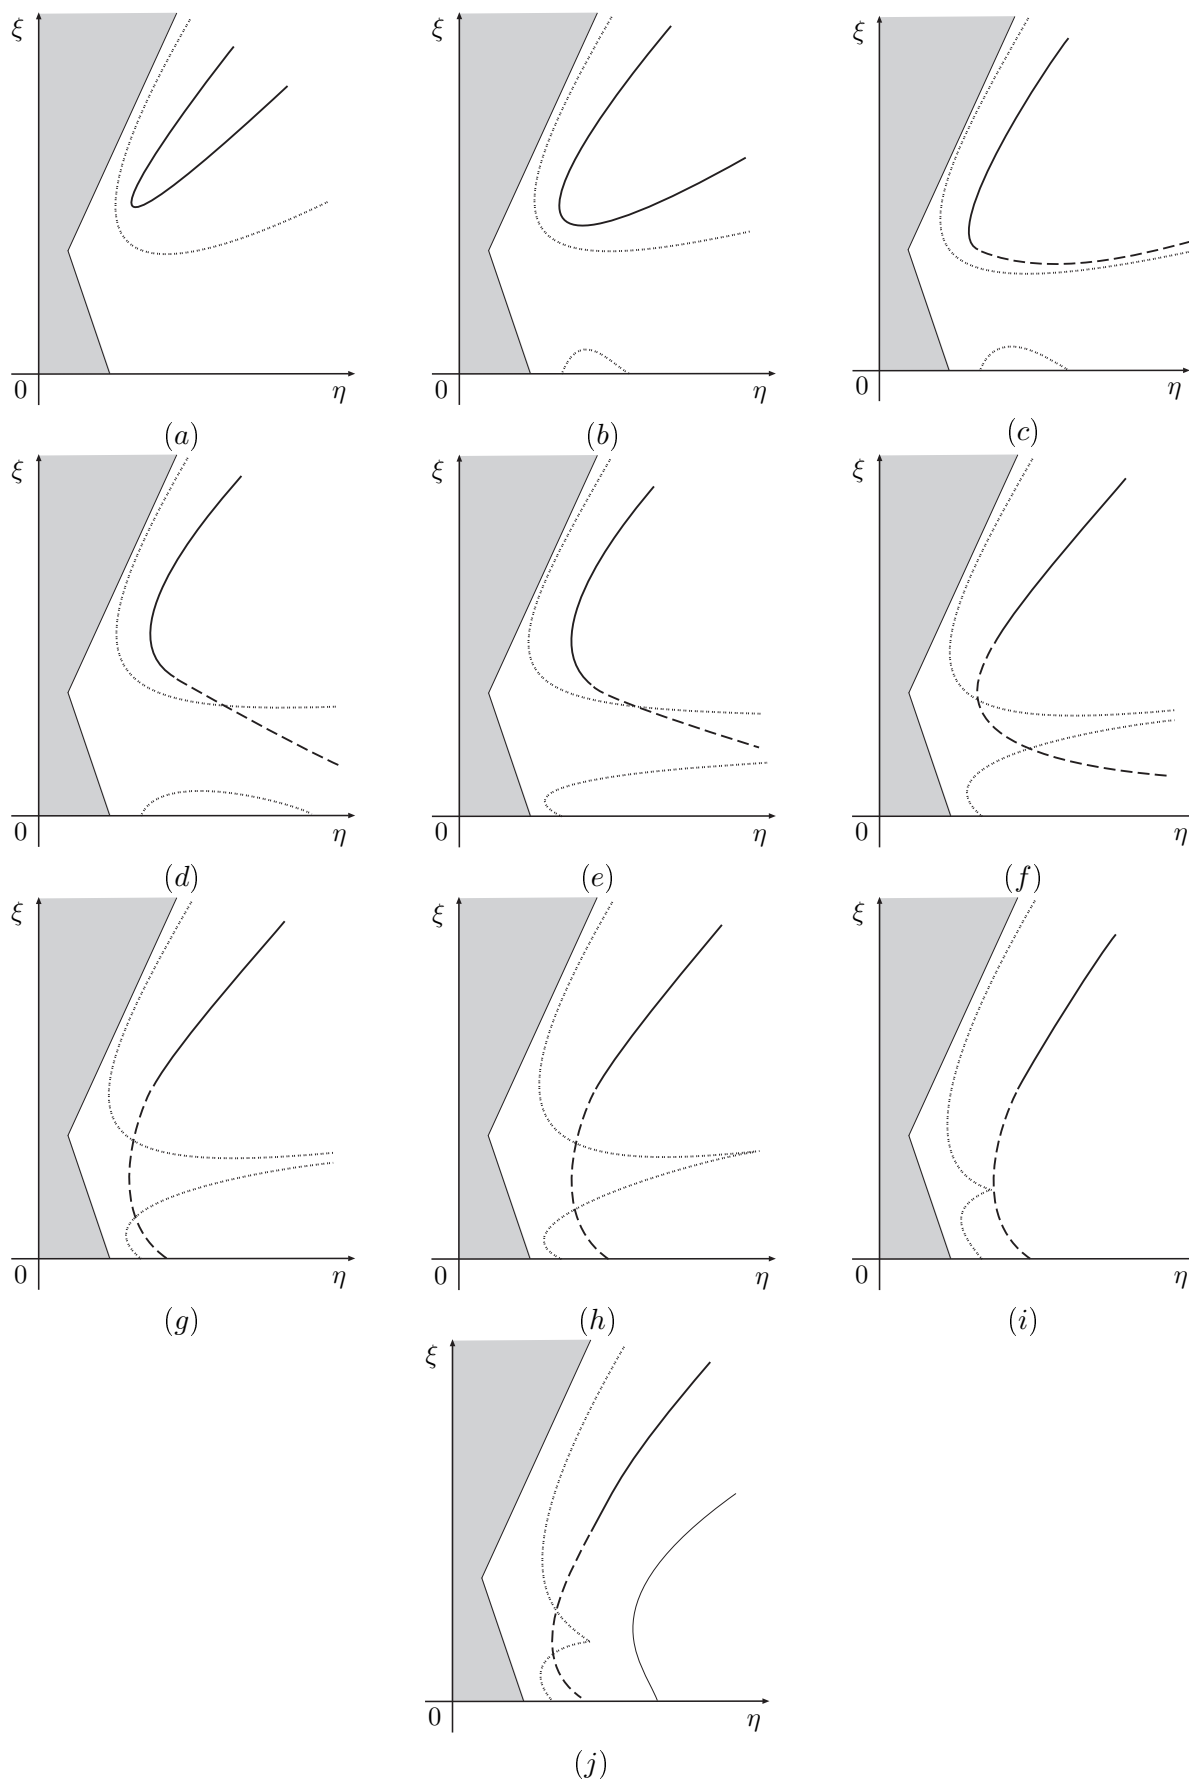 ξ ξ ξ
0 η 0 η 0 η
(a) (b) (c)
ξ ξ ξ
0 η 0 η 0 η
(d) (e) (f)
ξ ξ ξ
0 η 0 η 0 η
(g) (h) (i)
ξ
0 η
(j)